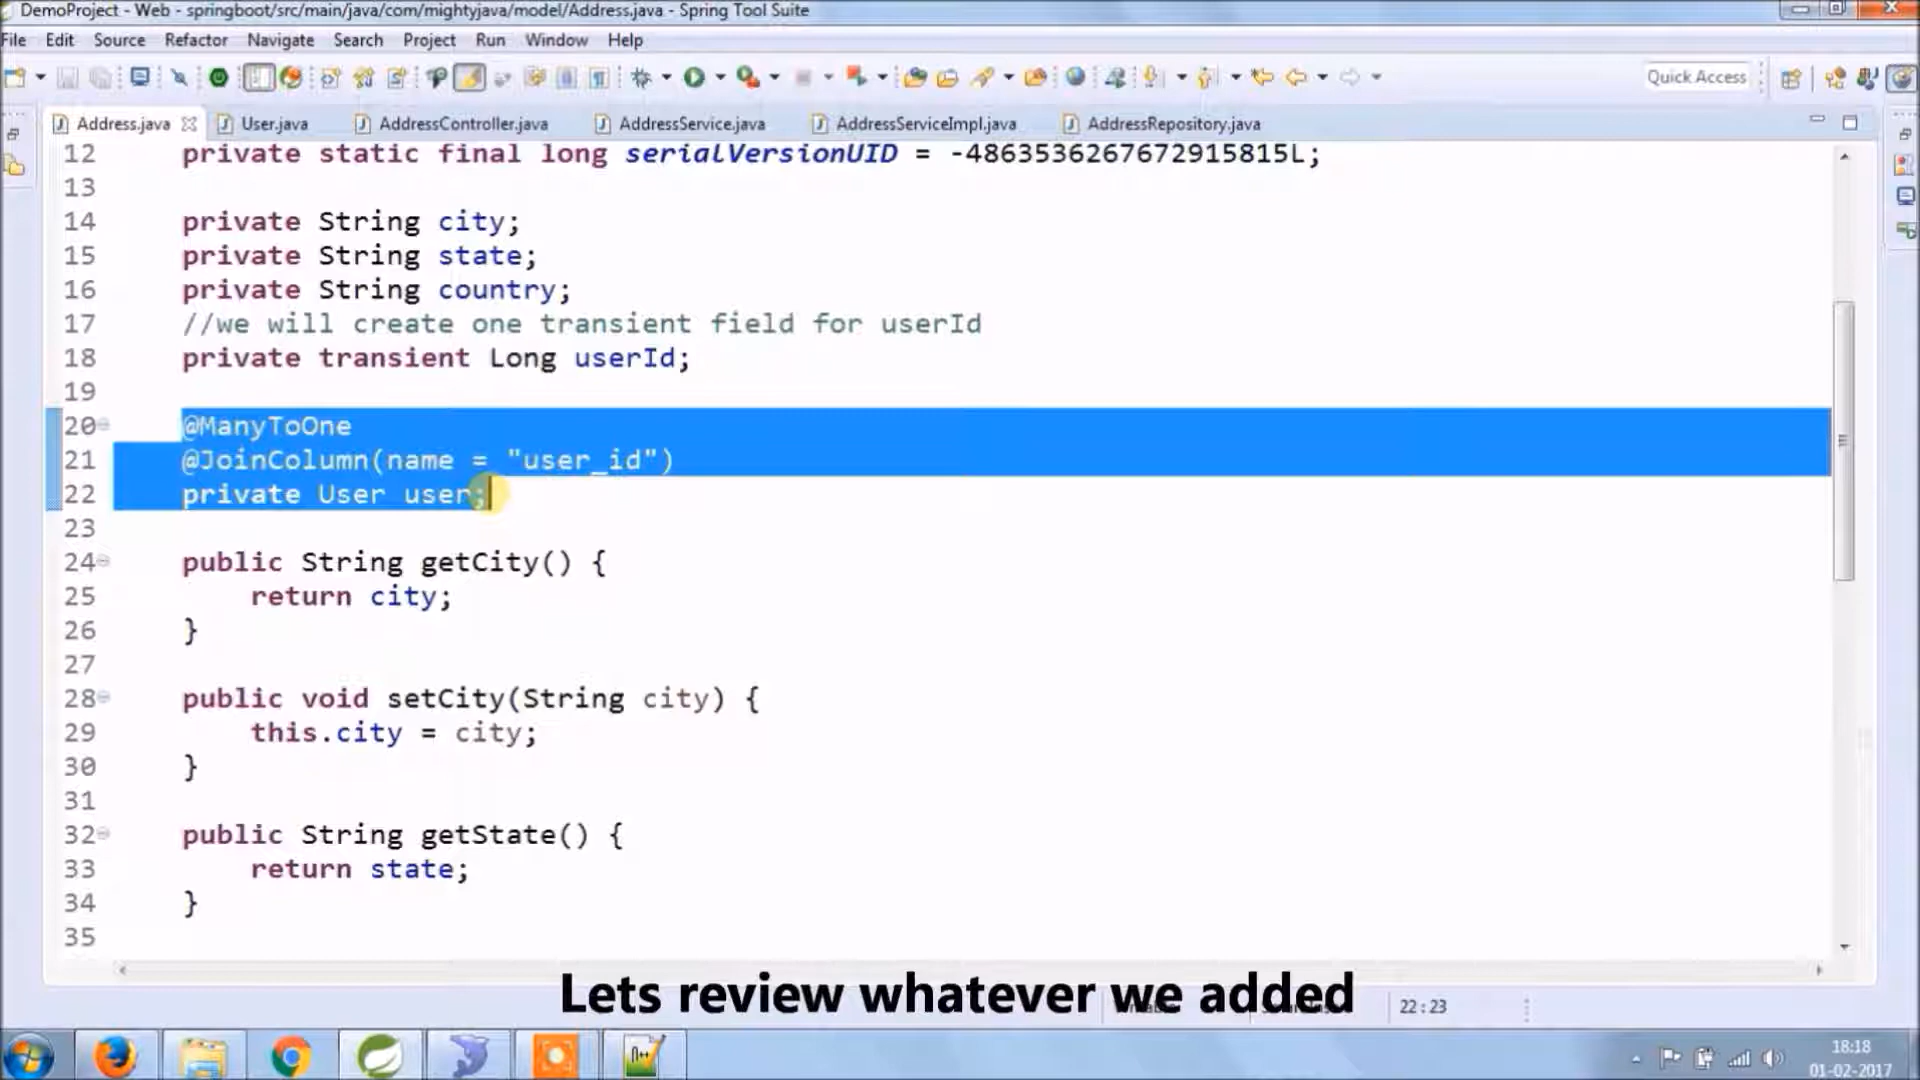 DemoProject - Web - springboot/src/main/java/com/mightyjava/model/Address.java - Spring Tool Suite
File Edit Source Refactor Navigate Search Project Run Window Help
Quick Access
Address.java User.java AddressController.java AddressService.java AddressServiceImpl.java AddressRepository.java
12 private static final long serialVersionUID = -4863536267672915815L;
13
14 private String city;
15 private String state;
16 private String country;
17 //we will create one transient field for userId
18 private transient Long userId;
19
20 @ManyToOne
21 @JoinColumn(name = "user_id")
22 private User user;
23
24 public String getCity() {
25 return city;
26 }
27
28 public void setCity(String city) {
29 this.city = city;
30 }
31
32 public String getState() {
33 return state;
34 }
35
Lets review whatever we added
22:23
18:18
01-02-2017